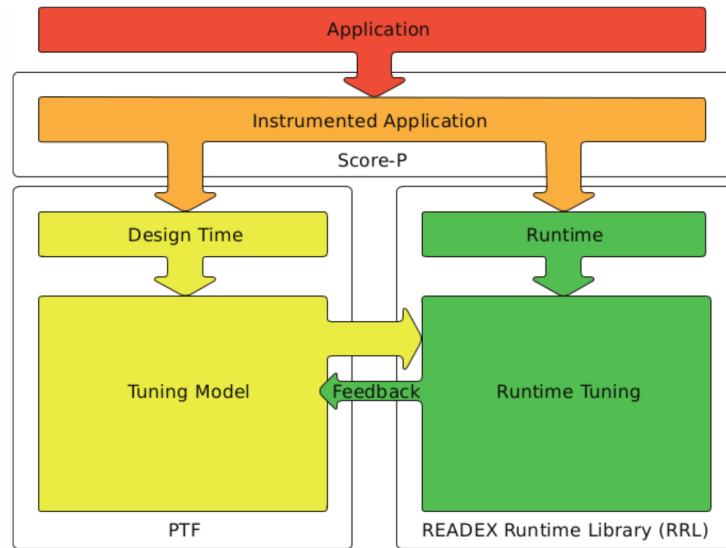 Application
Instrumented Application
Score-P
Design Time
Runtime
Tuning Model
Feedback
Runtime Tuning
PTF
READEX Runtime Library (RRL)